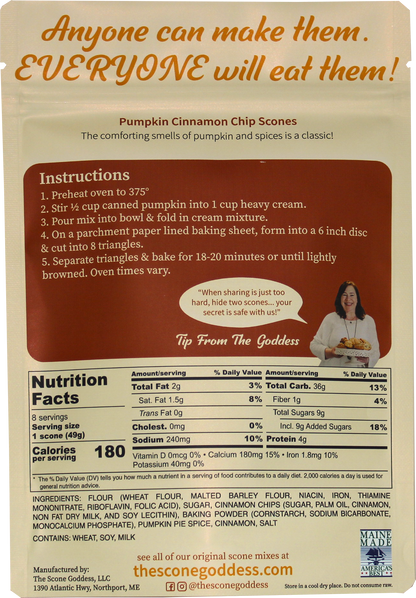 Anyone can make them.
EVERYONE will eat them!
Pumpkin Cinnamon Chip Scones
The comforting smells of pumpkin and spices is a classic!
Instructions
1. Preheat oven to 375°
2. Stir ½ cup canned pumpkin into 1 cup heavy cream.
3. Pour mix into bowl & fold in cream mixture.
4. On a parchment paper lined baking sheet, form into a 6 inch disc
& cut into 8 triangles.
5. Separate triangles & bake for 18-20 minutes or until lightly
browned. Oven times vary.
"When sharing is just too
hard, hide two scones... your
secret is safe with us!"
Tip From The Goddess
Nutrition
Facts
8 servings
Serving size
1 scone (49g)
Calories
per serving 180
Amount/serving % Daily Value
Total Fat 2g 3%
Sat. Fat 1.5g 8%
Trans Fat 0g
Cholest. 0mg 0%
Sodium 240mg 10%
Amount/serving % Daily Value
Total Carb. 36g 13%
Fiber 1g 4%
Total Sugars 9g
Incl. 9g Added Sugars 18%
Protein 4g
Vitamin D 0mcg 0% • Calcium 180mg 15% • Iron 1.8mg 10%
Potassium 40mg 0%
* The % Daily Value (DV) tells you how much a nutrient in a serving of food contributes to a daily diet. 2,000 calories a day is used for
general nutrition advice.
INGREDIENTS: FLOUR (WHEAT FLOUR, MALTED BARLEY FLOUR, NIACIN, IRON, THIAMINE
MONONITRATE, RIBOFLAVIN, FOLIC ACID), SUGAR, CINNAMON CHIPS (SUGAR, PALM OIL, CINNAMON,
NON FAT DRY MILK, AND SOY LECITHIN), BAKING POWDER (CORNSTARCH, SODIUM BICARBONATE,
MONOCALCIUM PHOSPHATE), PUMPKIN PIE SPICE, CINNAMON, SALT
CONTAINS: WHEAT, SOY, MILK
see all of our original scone mixes at
thesconegoddess.com
@thesconegoddess
Manufactured by:
The Scone Goddess, LLC
1390 Atlantic Hwy, Northport, ME
Store in a cool dry place. Do not consume raw.
MAINE
MADE
AMERICA'S
BEST